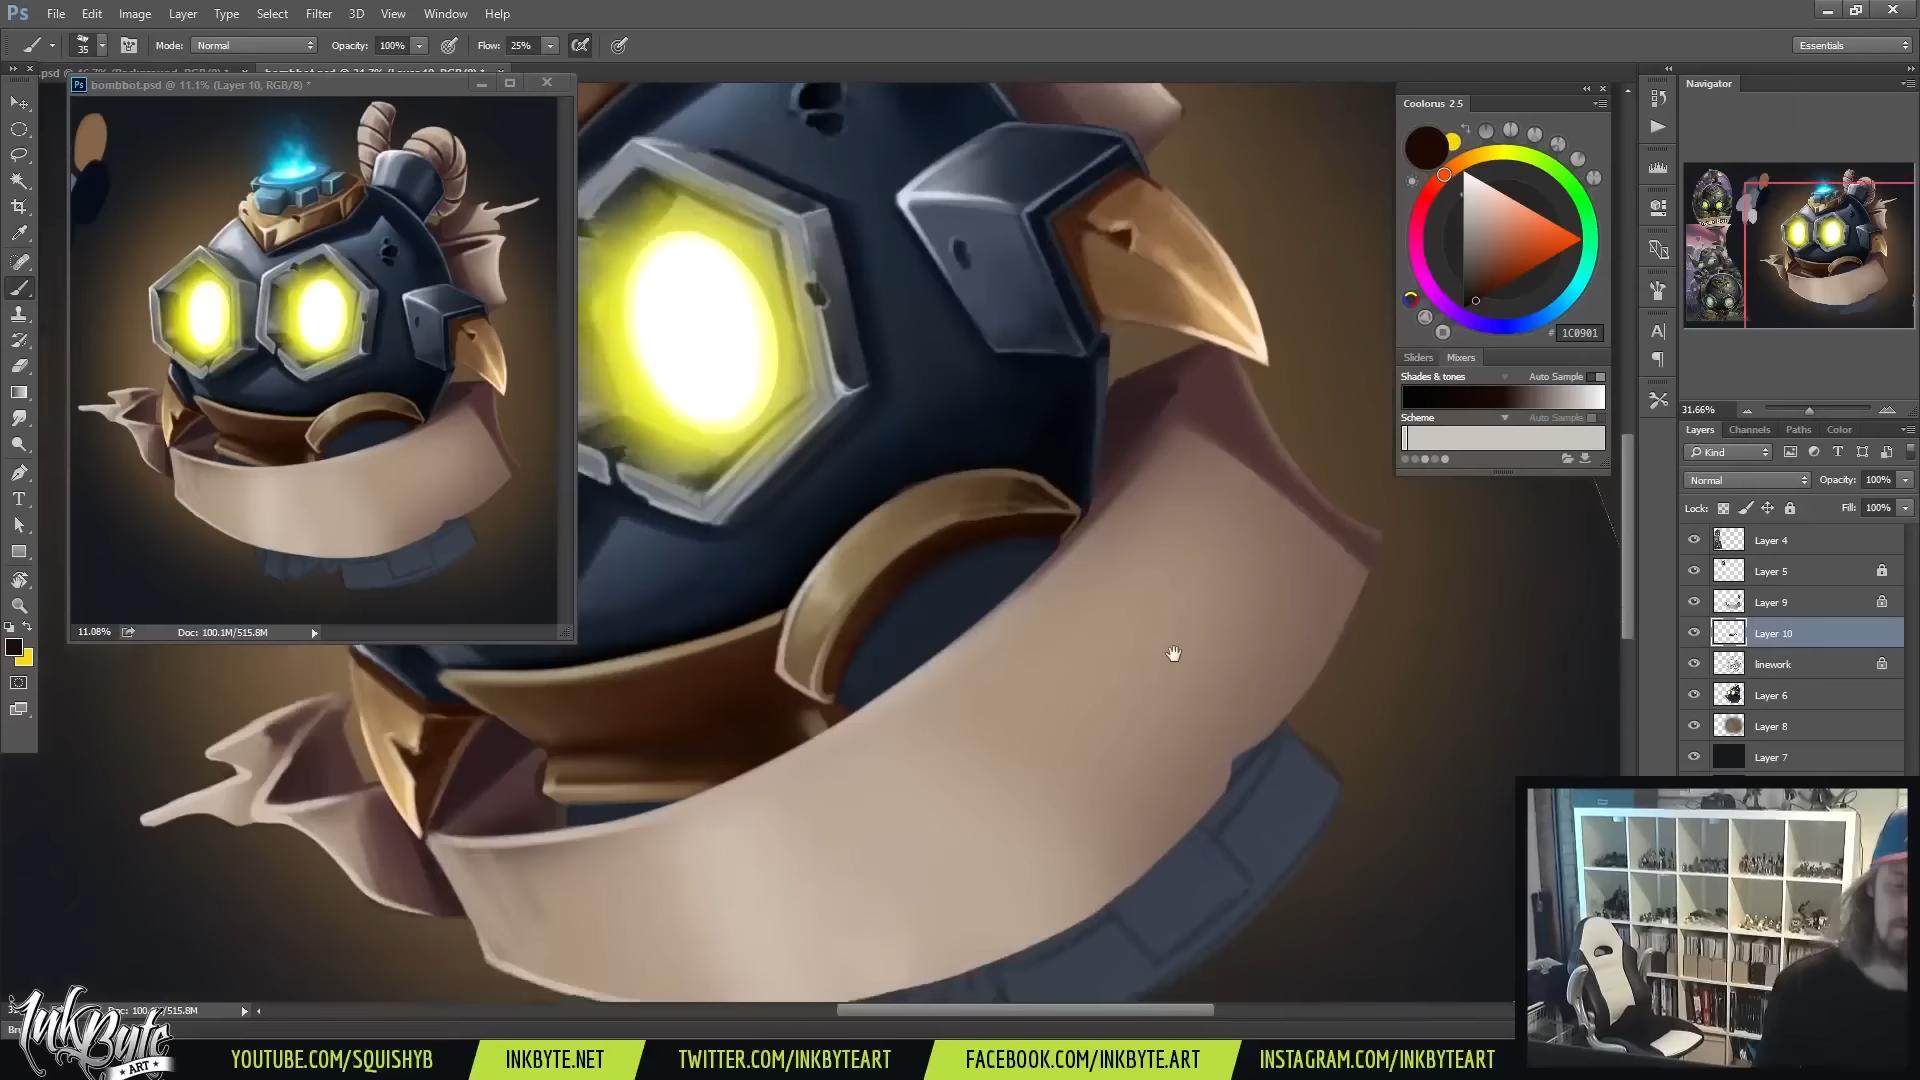 Ps File Edit Image Layer Type Select Filter 3D View Window Help
35 Mode: Normal Opacity: 100% Flow: 25% Essentials
bombbot.psd @ 11.1% (Layer 10, RGB/8) *
11.08% Doc: 100.1M/515.8M
Coolorus 2.5
# 1C0901
Sliders Mixers
Shades & tones Auto Sample
Scheme Auto Sample
Navigator
31.66%
Layers Channels Paths Color
Kind
Normal Opacity: 100%
Lock: Fill: 100%
Layer 4
Layer 5
Layer 9
Layer 10
linework
Layer 6
Layer 8
Layer 7
InkByte
ART
YOUTUBE.COM/SQUISHYB INKBYTE.NET TWITTER.COM/INKBYTEART FACEBOOK.COM/INKBYTE.ART INSTAGRAM.COM/INKBYTEART